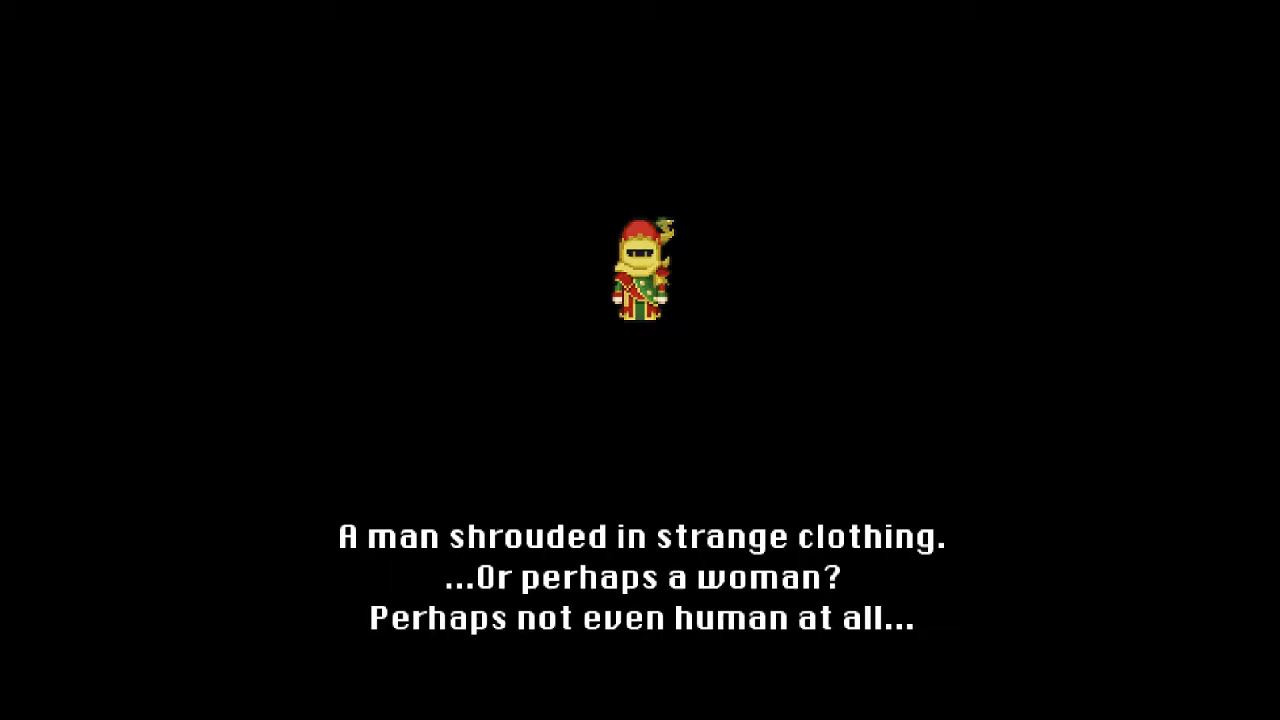 A man shrouded in strange clothing.
...Or perhaps a woman?
Perhaps not even human at all...